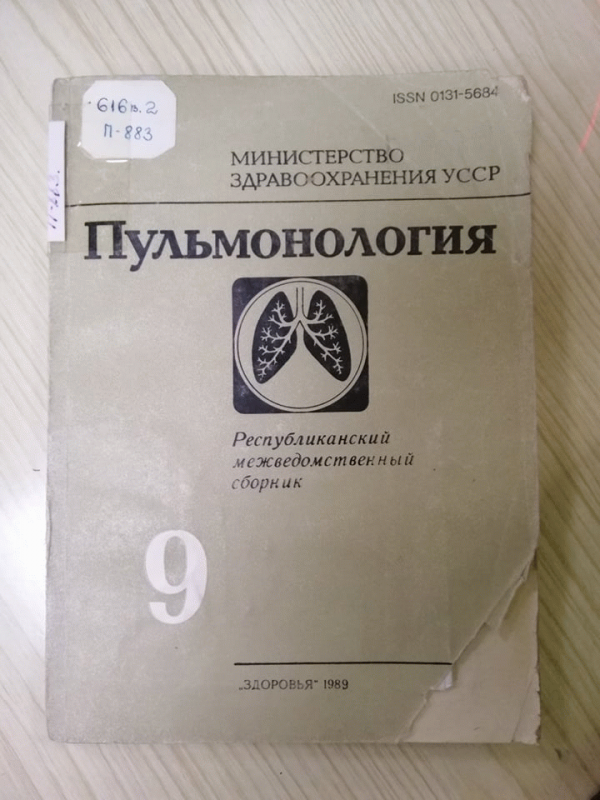 616в.2
П-883
ISSN 0131-5684
МИНИСТЕРСТВО
ЗДРАВООХРАНЕНИЯ УССР
Пульмонология
Республиканский
межведомственный
сборник
9
„ЗДОРОВЬЯ" 1989